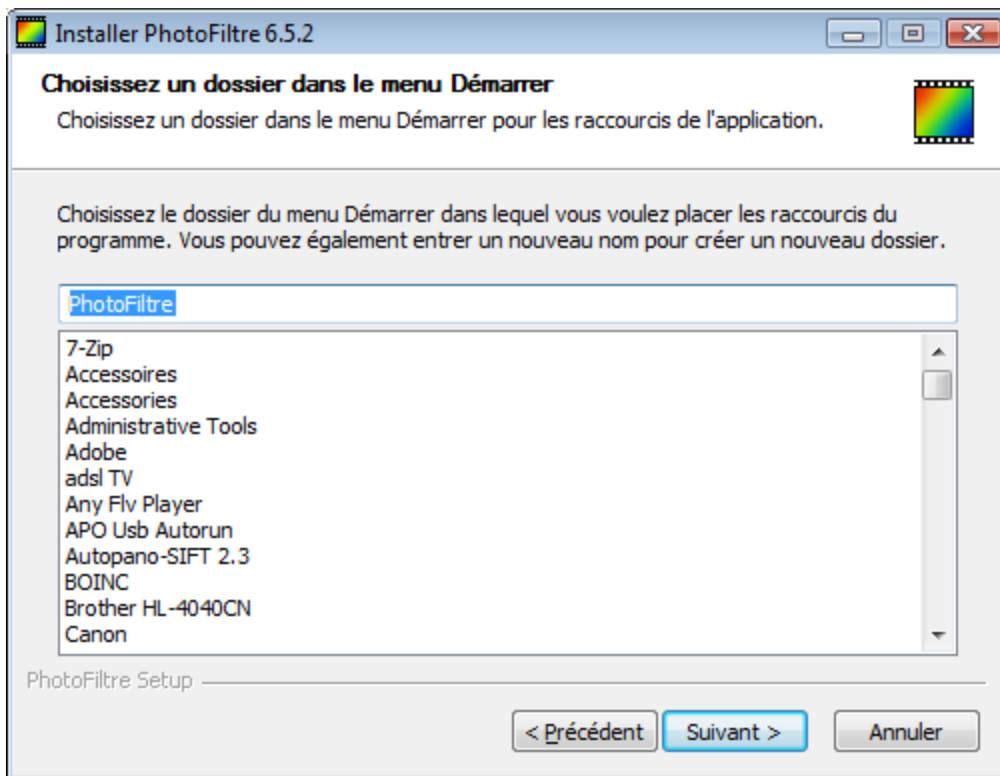 Installer PhotoFiltre 6.5.2
Choisissez un dossier dans le menu Démarrer
Choisissez un dossier dans le menu Démarrer pour les raccourcis de l'application.
Choisissez le dossier du menu Démarrer dans lequel vous voulez placer les raccourcis du
programme. Vous pouvez également entrer un nouveau nom pour créer un nouveau dossier.
PhotoFiltre
7-Zip
Accessoires
Accessories
Administrative Tools
Adobe
adsl TV
Any Flv Player
APO Usb Autorun
Autopano-SIFT 2.3
BOINC
Brother HL-4040CN
Canon
PhotoFiltre Setup
< Précédent
Suivant >
Annuler